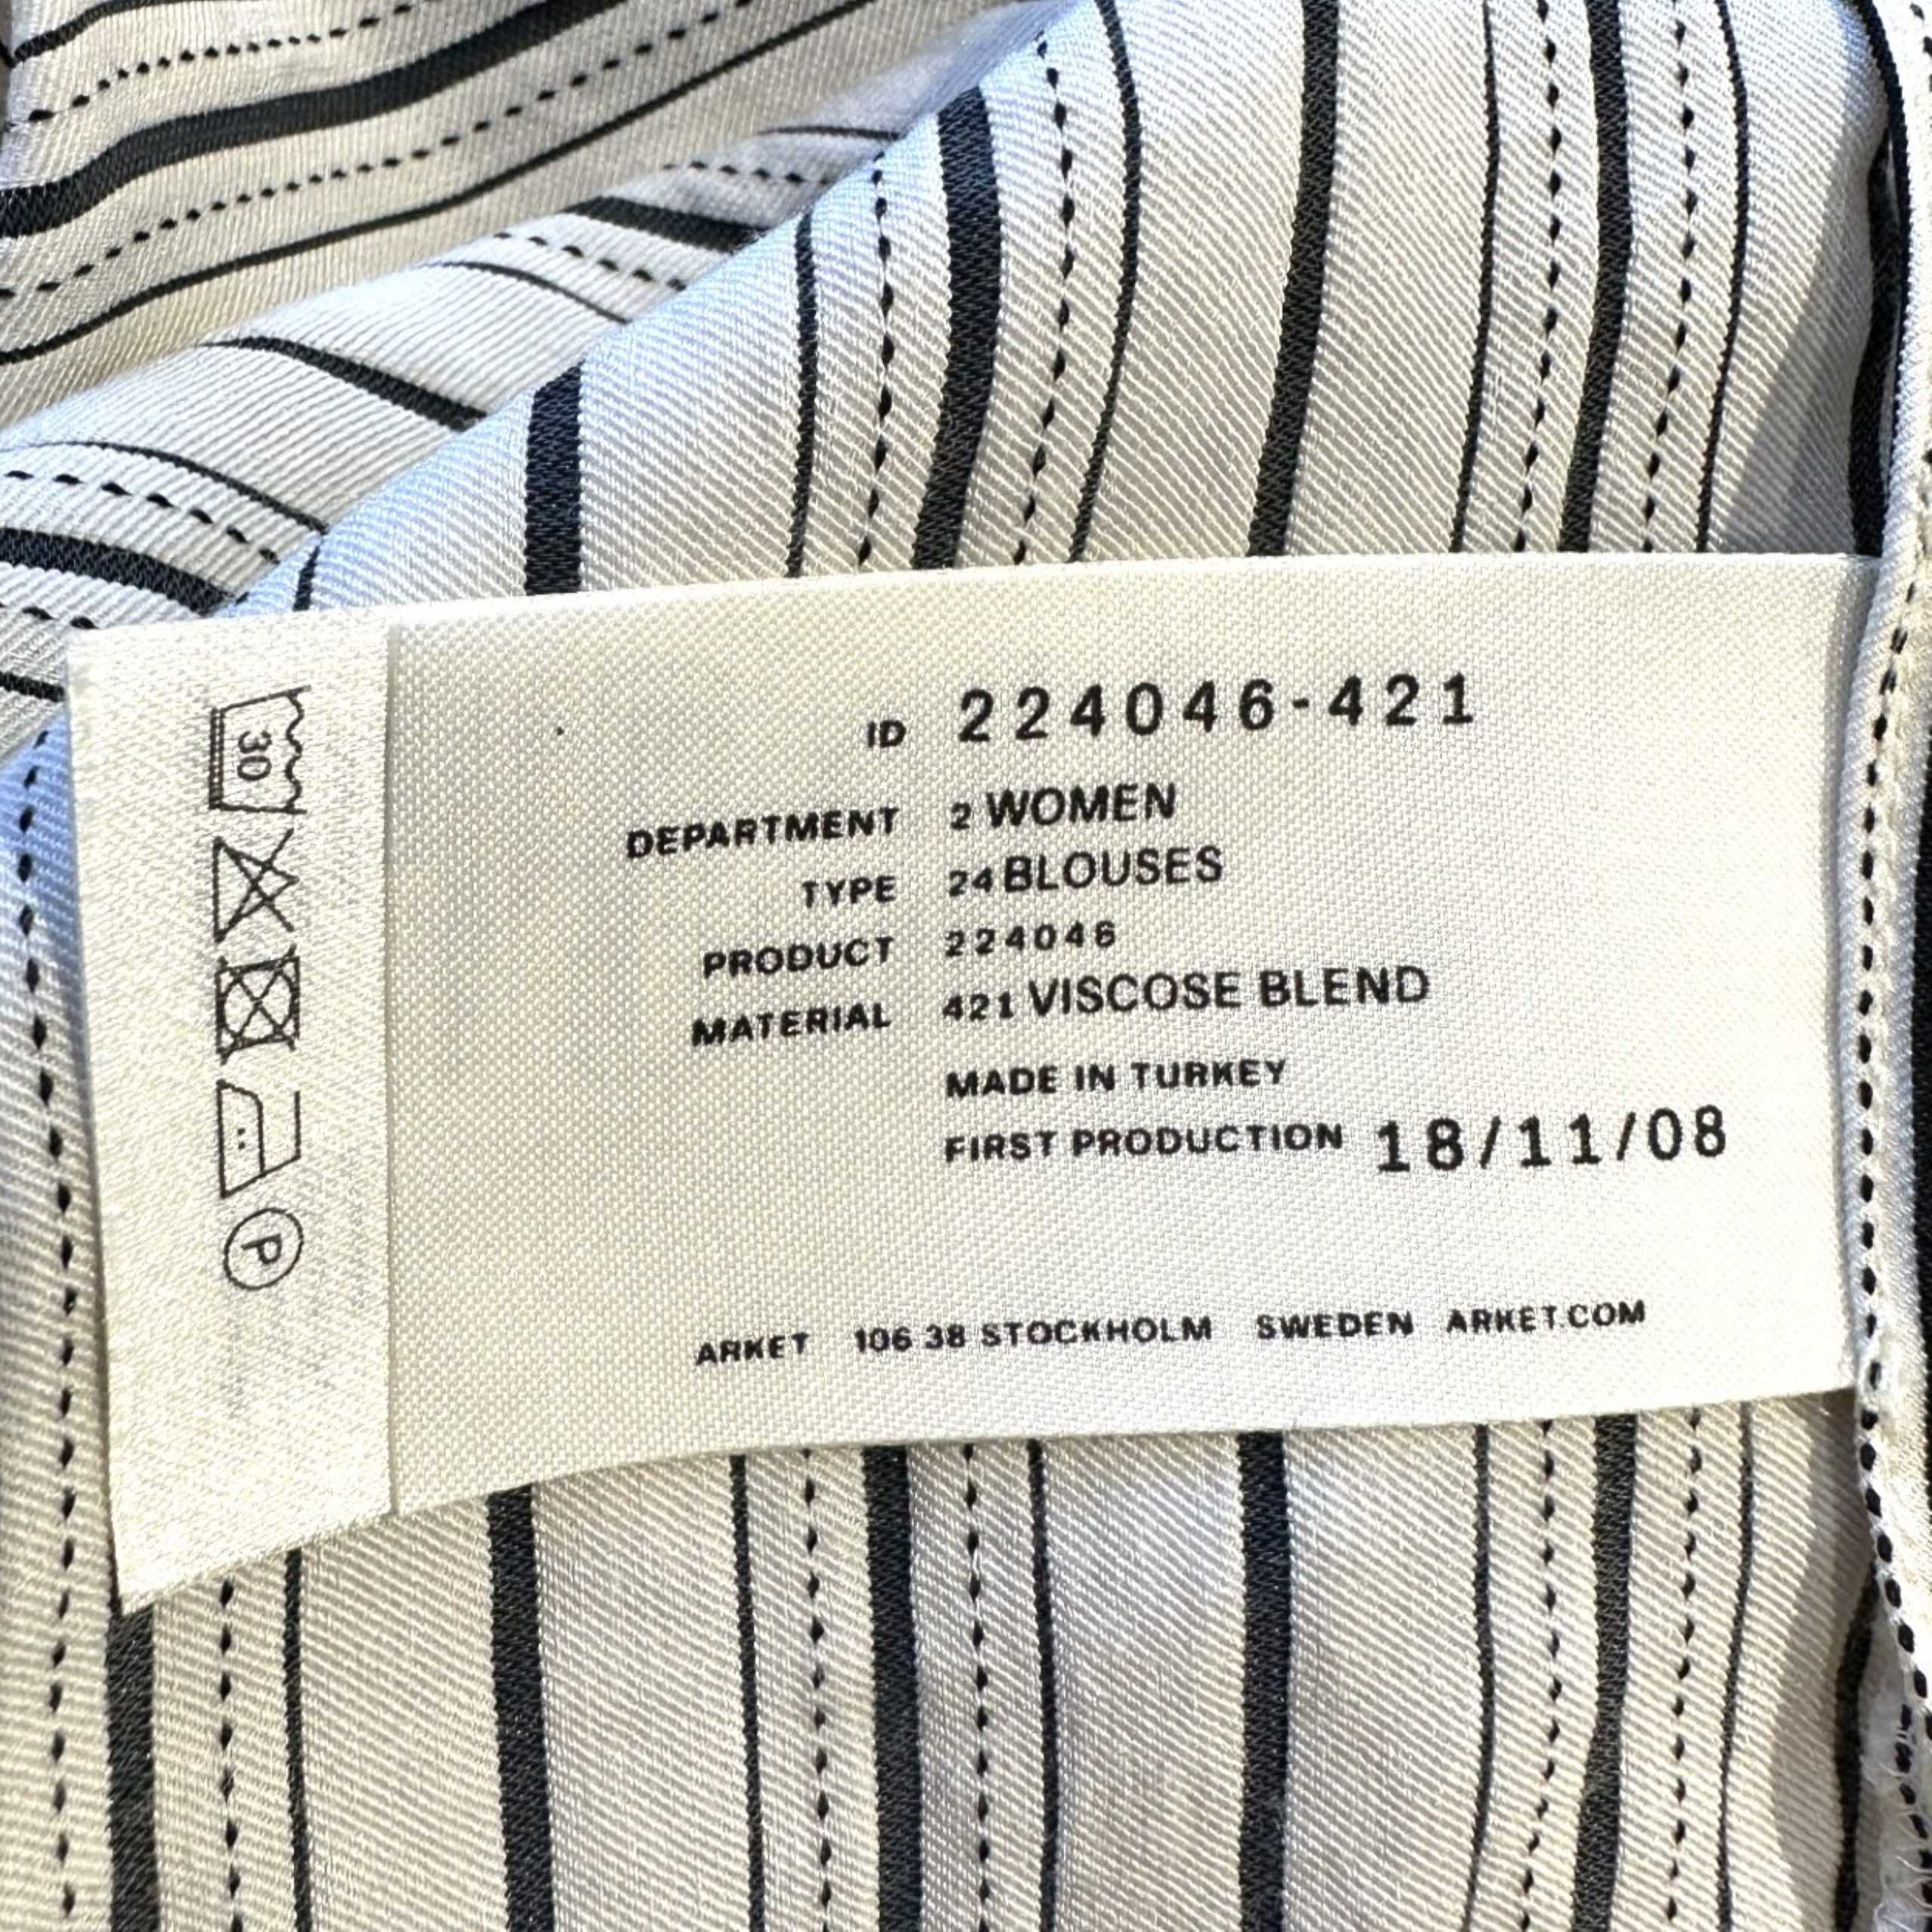 ID 224046-421
DEPARTMENT 2 WOMEN
TYPE 24 BLOUSES
PRODUCT 224046
MATERIAL 421 VISCOSE BLEND
MADE IN TURKEY
FIRST PRODUCTION 18/11/08
ARKET 106 38 STOCKHOLM SWEDEN ARKET.COM
30
P